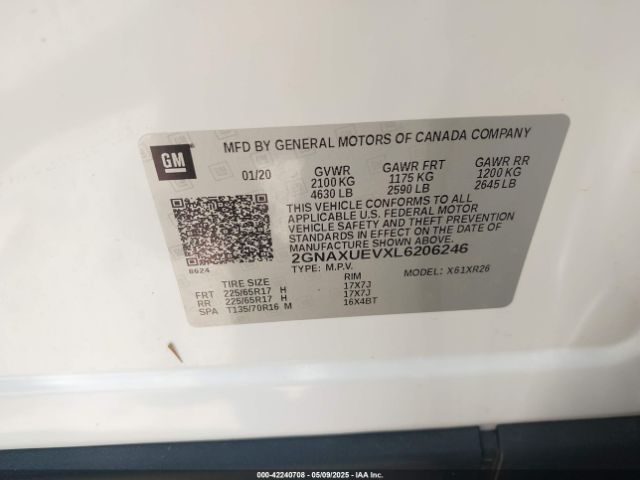 MFD BY GENERAL MOTORS OF CANADA COMPANY
GM
01/20 GVWR GAWR FRT GAWR RR
2100 KG 1175 KG 1200 KG
4630 LB 2590 LB 2645 LB
THIS VEHICLE CONFORMS TO ALL
APPLICABLE U.S. FEDERAL MOTOR
VEHICLE SAFETY AND THEFT PREVENTION
STANDARDS IN EFFECT ON THE DATE OF
MANUFACTURE SHOWN ABOVE.
2GNAXUEVXL6206246
8624
TYPE: M.P.V. MODEL: X61XR26
TIRE SIZE RIM
FRT 225/65R17 H 17X7J
RR 225/65R17 H 17X7J
SPA T135/70R16 M 16X4BT
000-42240708 - 05/09/2025 - IAA Inc.